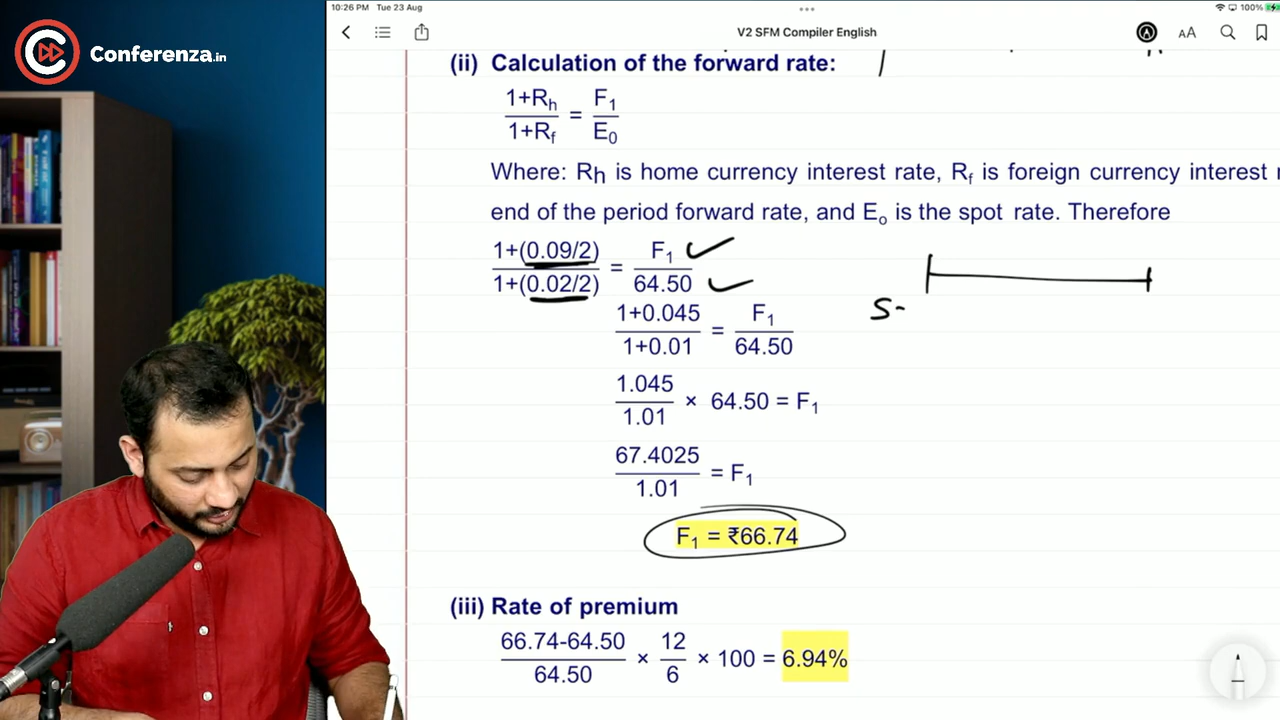 10:26 PM Tue 23 Aug
100%
Conferenza.in
V2 SFM Compiler English
AA
(ii) Calculation of the forward rate:
1+Rh / 1+Rf = F1 / E0
Where: Rh is home currency interest rate, Rf is foreign currency interest
end of the period forward rate, and Eo is the spot rate. Therefore
1+(0.09/2) / 1+(0.02/2) = F1 / 64.50
S-
1+0.045 / 1+0.01 = F1 / 64.50
1.045 / 1.01 × 64.50 = F1
67.4025 / 1.01 = F1
F1 = ₹66.74
(iii) Rate of premium
66.74-64.50 / 64.50 × 12 / 6 × 100 = 6.94%